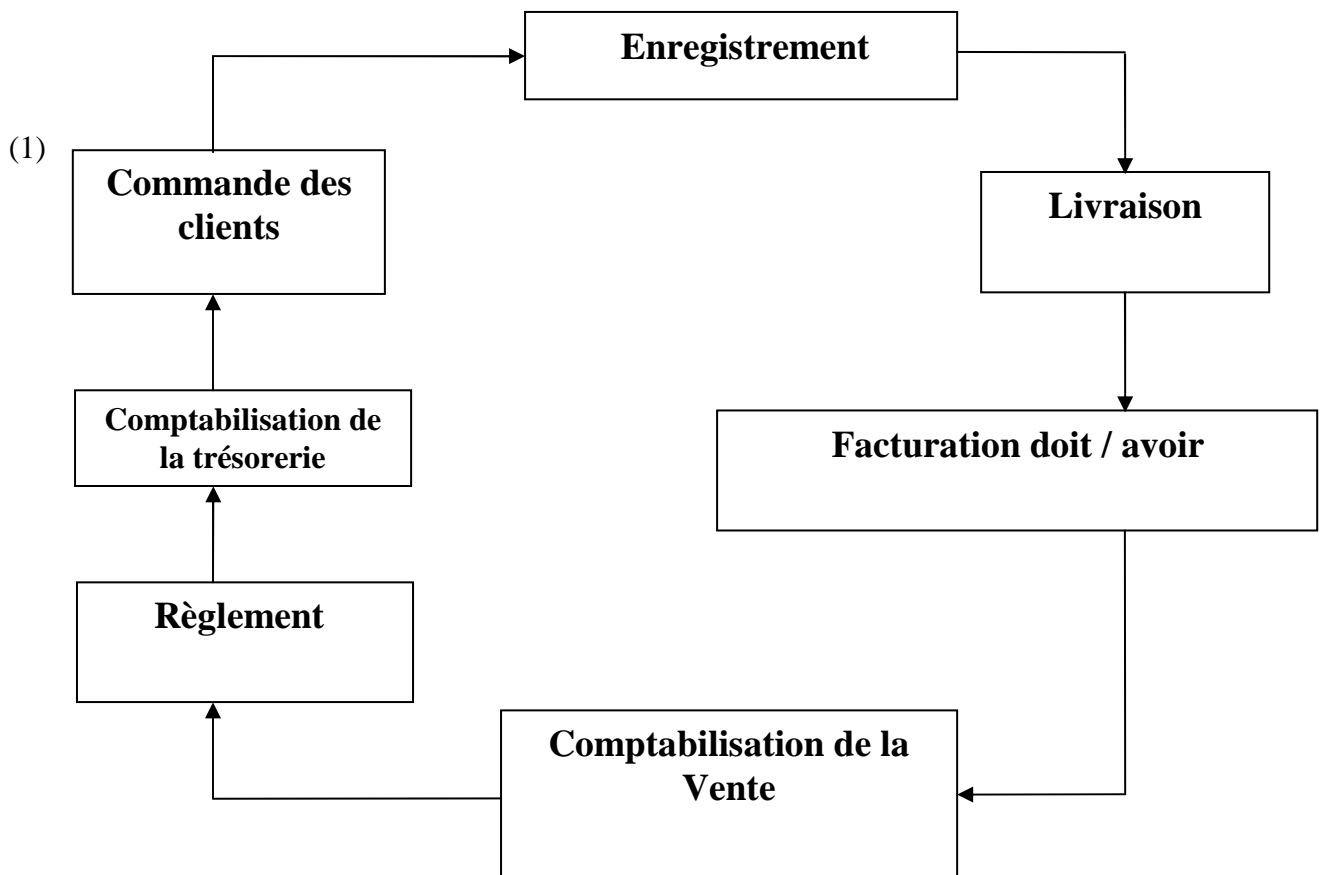 Enregistrement
(1)
Commande des
clients
Livraison
Comptabilisation de
la trésorerie
Facturation doit / avoir
Règlement
Comptabilisation de la
Vente